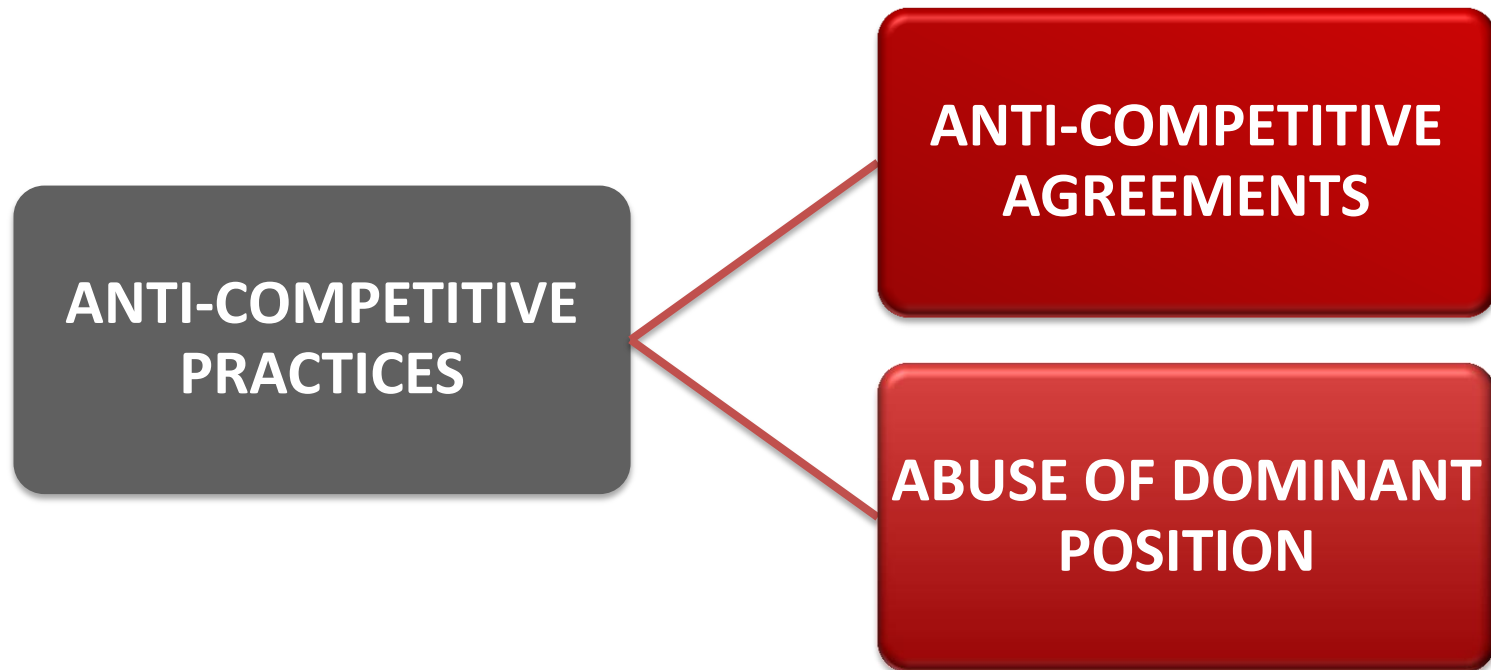 ANTI-COMPETITIVE
PRACTICES
ANTI-COMPETITIVE
AGREEMENTS
ABUSE OF DOMINANT
POSITION